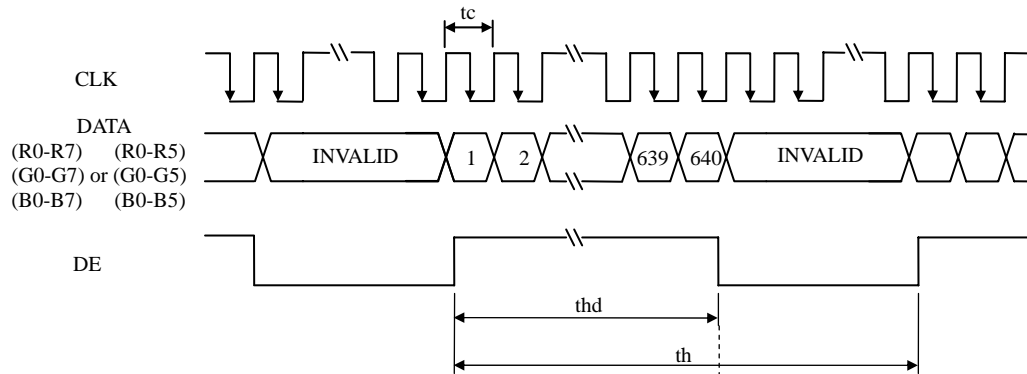 tc
CLK
DATA
(R0-R7) (R0-R5)
(G0-G7) or (G0-G5)
(B0-B7) (B0-B5)
INVALID 1 2 639 640 INVALID
DE
thd
th